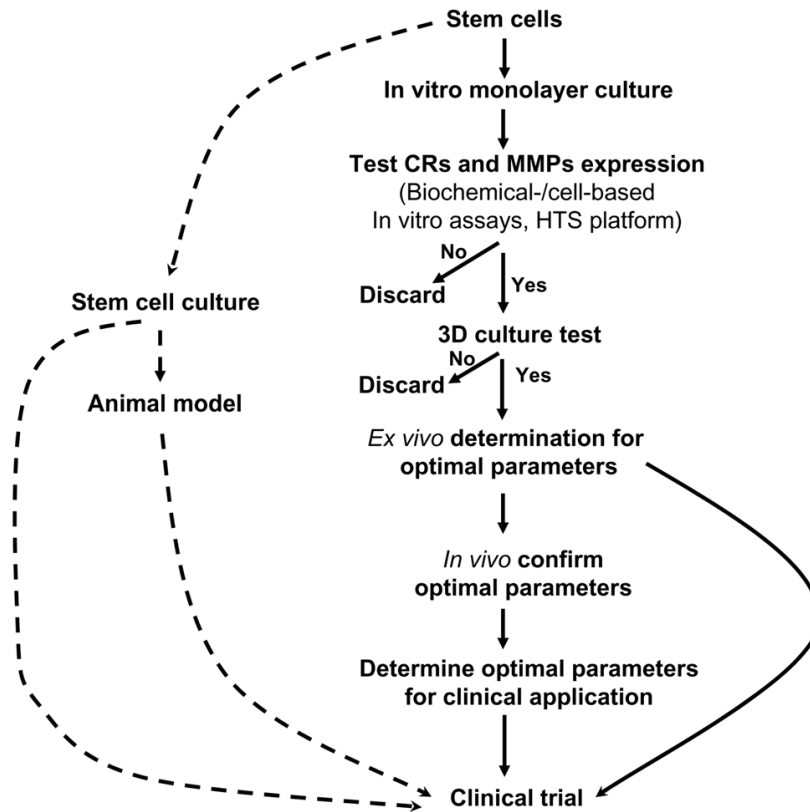 Stem cells
In vitro monolayer culture
Test CRs and MMPs expression
(Biochemical-/cell-based
In vitro assays, HTS platform)
No
Yes
Discard
Stem cell culture
3D culture test
No
Yes
Discard
Animal model
Ex vivo determination for
optimal parameters
In vivo confirm
optimal parameters
Determine optimal parameters
for clinical application
Clinical trial